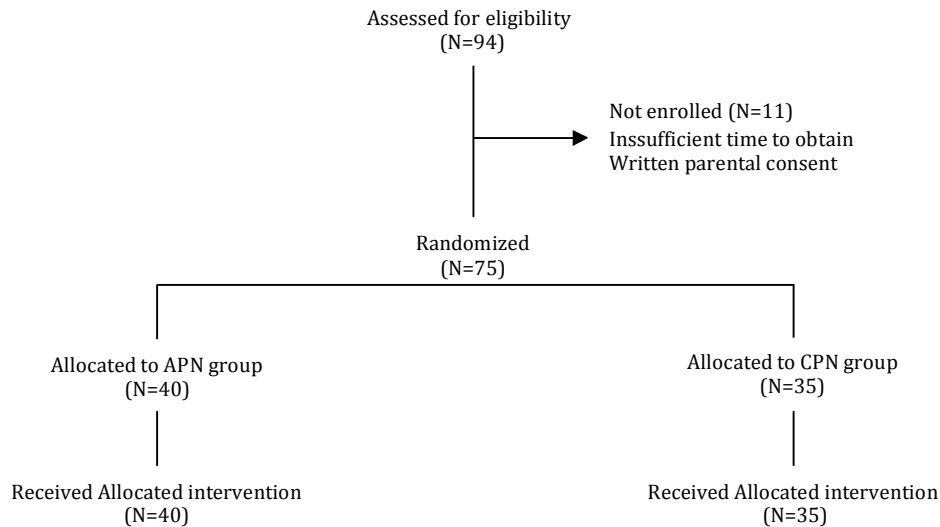 Assessed for eligibility
(N=94)
Not enrolled (N=11)
Inssufficient time to obtain
Written parental consent
Randomized
(N=75)
Allocated to APN group
(N=40)
Allocated to CPN group
(N=35)
Received Allocated intervention
(N=40)
Received Allocated intervention
(N=35)